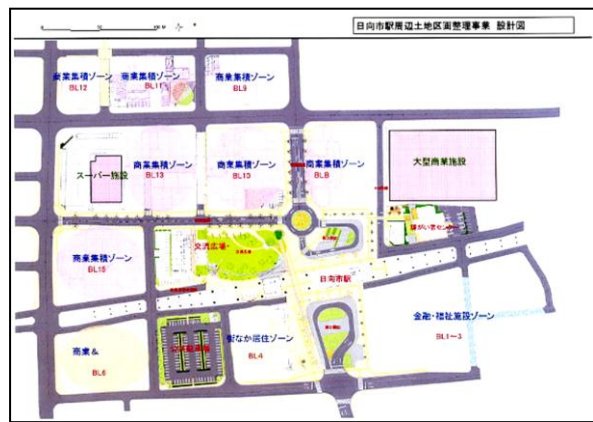 日向市駅周辺土地区画整理事業 設計図
商業集積ゾーン
BL12
商業集積ゾーン
BL11
商業集積ゾーン
BL9
スーパー施設
商業集積ゾーン
BL13
商業集積ゾーン
BL10
商業集積ゾーン
BL8
大型商業施設
交流広場
商業集積ゾーン
BL15
日向市駅
金融・福祉施設ゾーン
BL1～3
商業&
BL6
街なか居住ゾーン
BL4